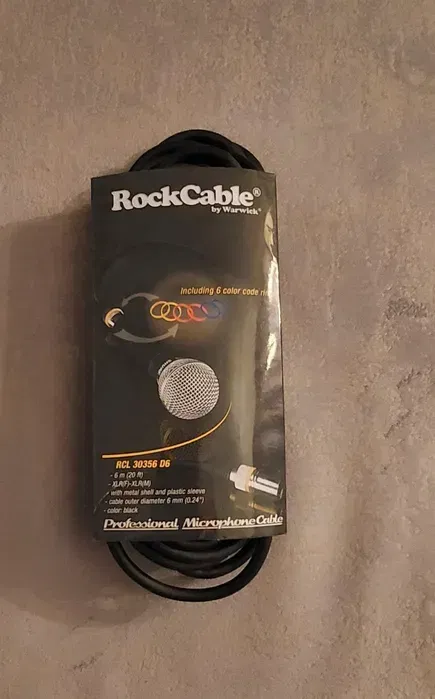 RockCable®
by Warwick®
Including 6 color code
RCL 30356 D6
- 6 m (20 ft)
- XLR(F)-XLR(M)
- with metal shell and plastic sleeve
- cable outer diameter 6 mm (0.24")
- color: black
Professional Microphone Cable